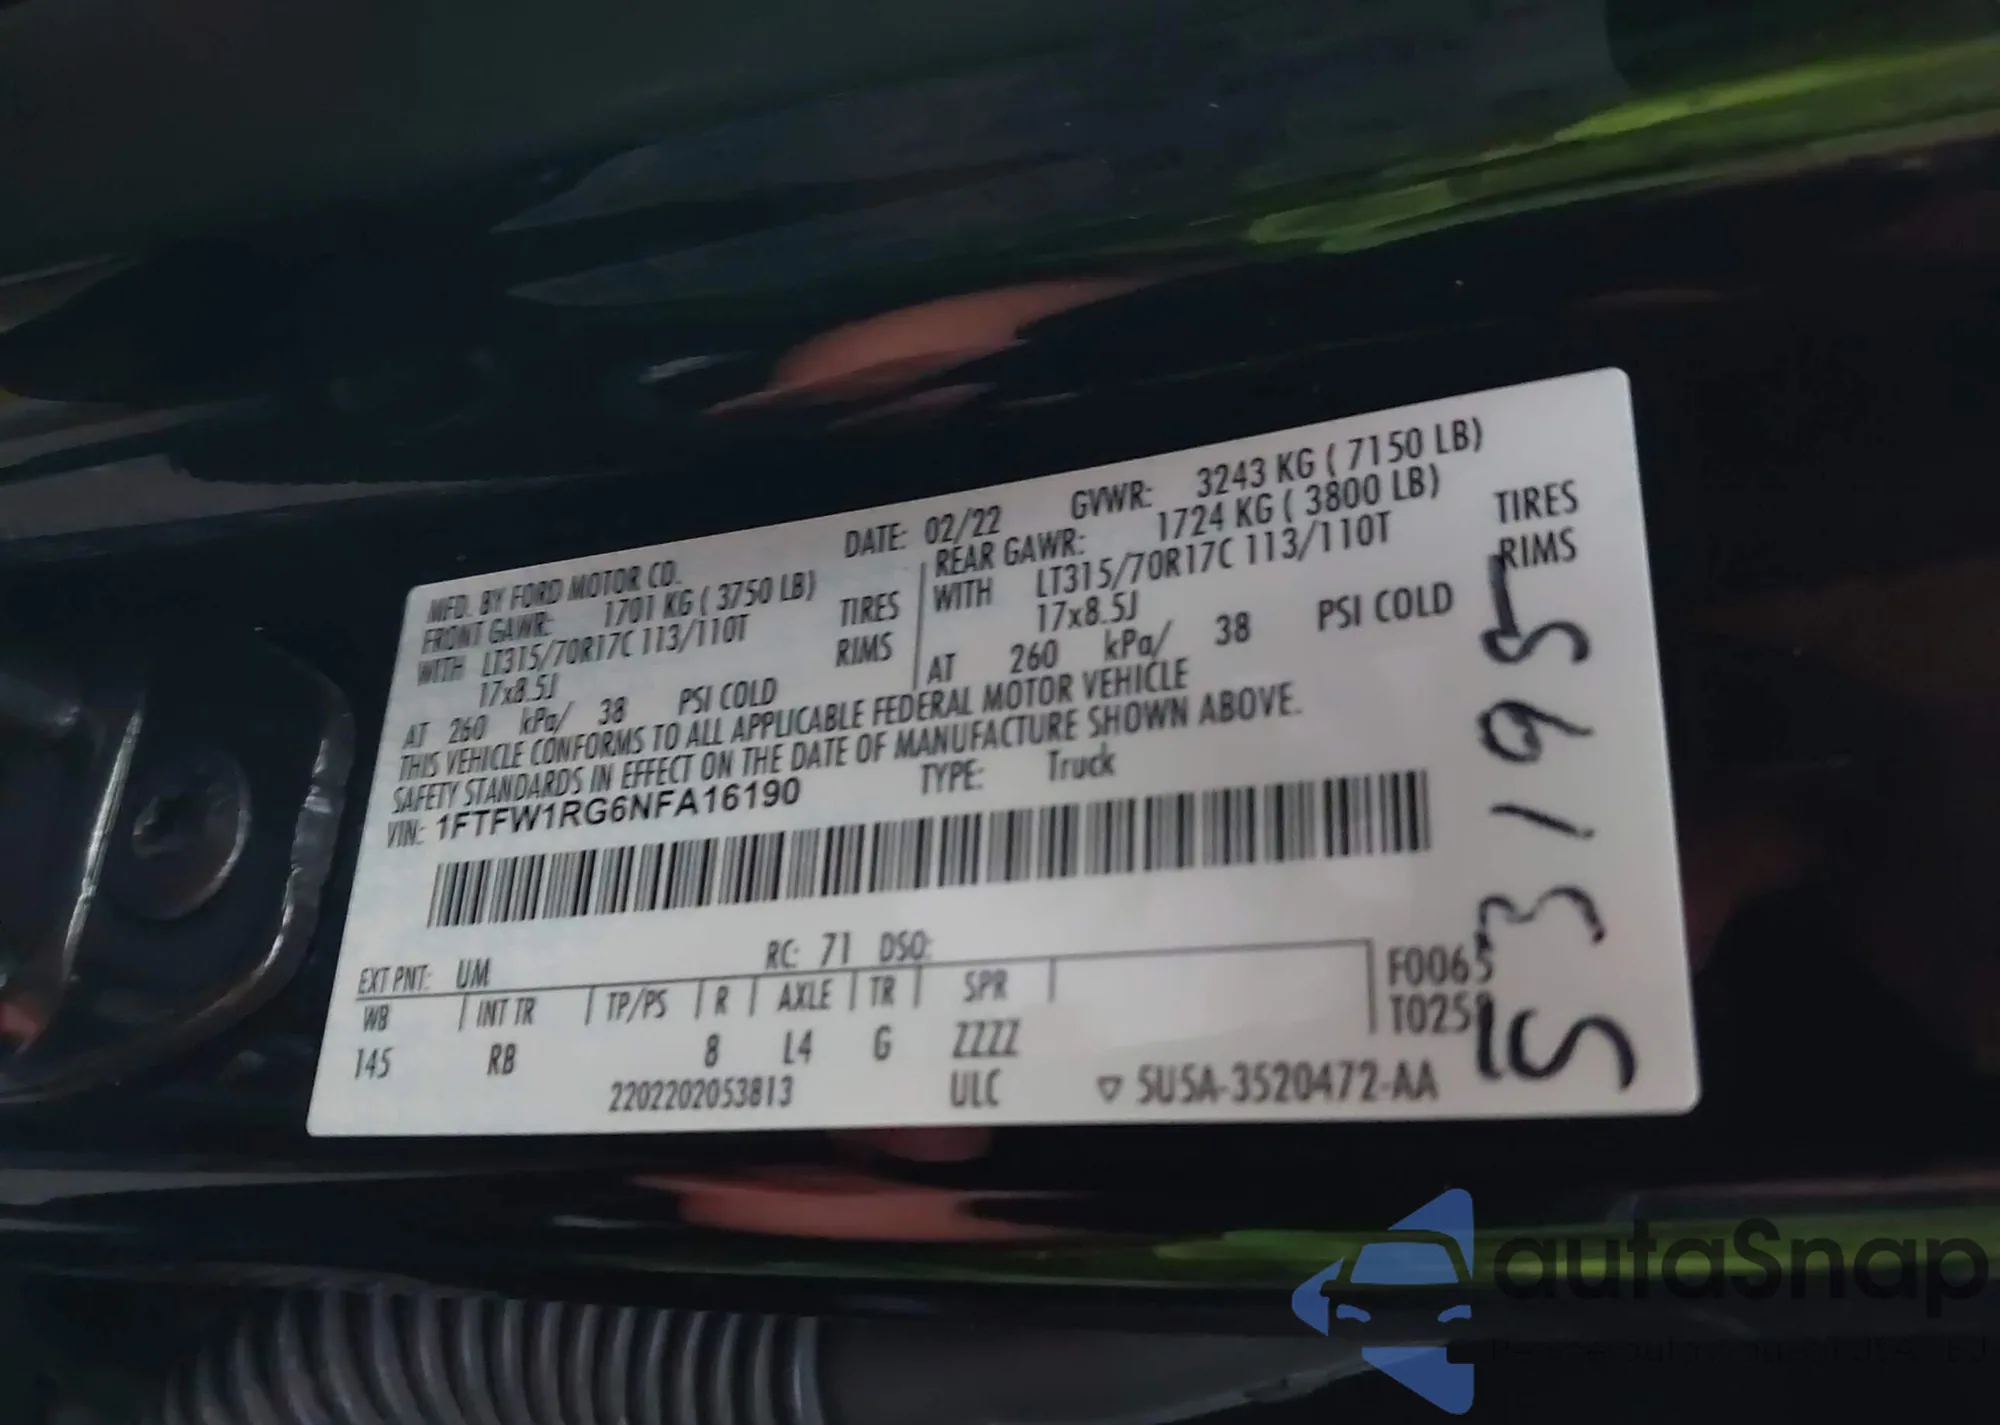 MFD. BY FORD MOTOR CO.
DATE: 02/22
GVWR: 3243 KG ( 7150 LB)
FRONT GAWR: 1701 KG ( 3750 LB)
REAR GAWR: 1724 KG ( 3800 LB)
WITH LT315/70R17C 113/110T TIRES
WITH LT315/70R17C 113/110T TIRES
17x8.5J RIMS
17x8.5J RIMS
AT 260 kPa/ 38 PSI COLD
AT 260 kPa/ 38 PSI COLD
THIS VEHICLE CONFORMS TO ALL APPLICABLE FEDERAL MOTOR VEHICLE
SAFETY STANDARDS IN EFFECT ON THE DATE OF MANUFACTURE SHOWN ABOVE.
VIN: 1FTFW1RG6NFA16190 TYPE: Truck
EXT PNT: UM RC: 71 DSO:
WB INT TR TP/PS R AXLE TR SPR
145 RB 8 L4 G ZZZZ
F0065
2202202053813 ULC ▽ 5U5A-3520472-AA
53195
autaSnap